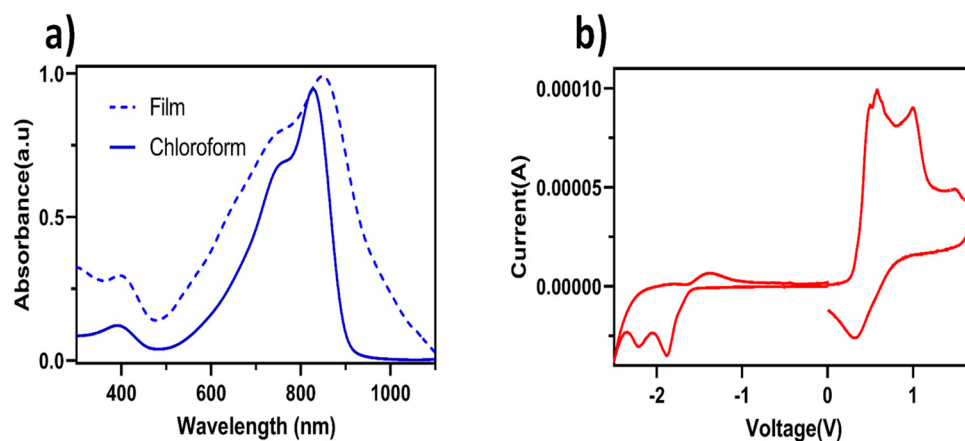 a)
Absorbance(a.u)
1.0
0.5
0.0
Film
Chloroform
400 600 800 1000
Wavelength (nm)
b)
Current(A)
0.00010
0.00005
0.00000
-2 -1 0 1
Voltage(V)